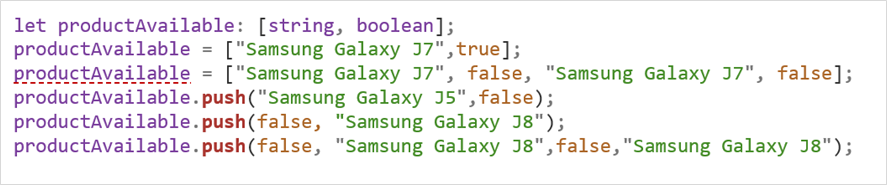 let productAvailable: [string, boolean];
productAvailable = ["Samsung Galaxy J7",true];
productAvailable = ["Samsung Galaxy J7", false, "Samsung Galaxy J7", false];
productAvailable.push("Samsung Galaxy J5",false);
productAvailable.push(false, "Samsung Galaxy J8");
productAvailable.push(false, "Samsung Galaxy J8",false,"Samsung Galaxy J8");